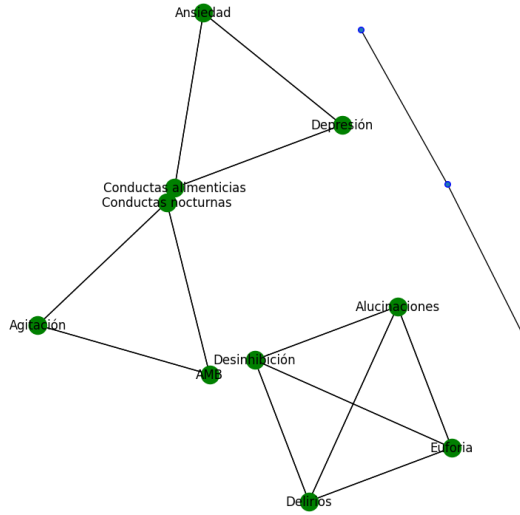 Ansiedad
Depresión
Conductas alimenticias
Conductas nocturnas
Alucinaciones
Agitación
Desinhibición
AMB
Euforia
Delirios